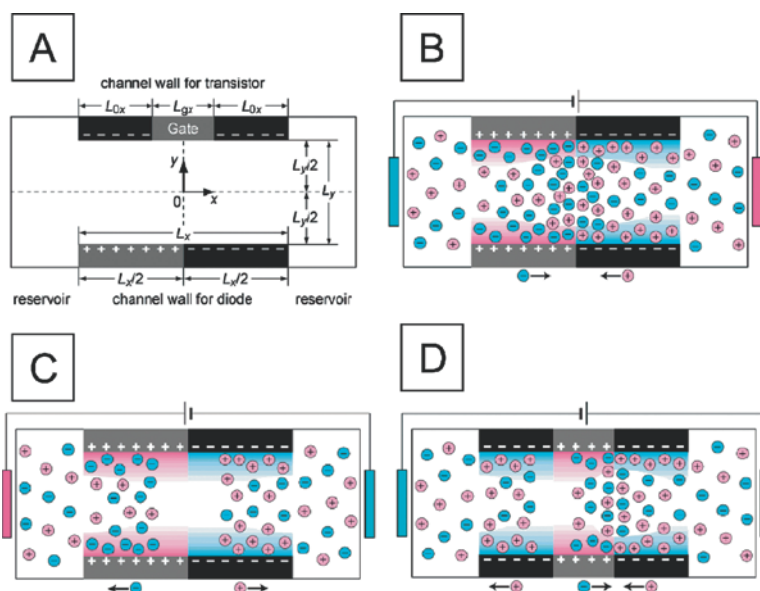 A
channel wall for transistor
L0x Lgx L0x
Gate
Ly/2
y
Ly
0 x
Ly/2
Lx
+ + + + + + + − − − − − − −
Lx/2 Lx/2
reservoir channel wall for diode reservoir
B
C
D